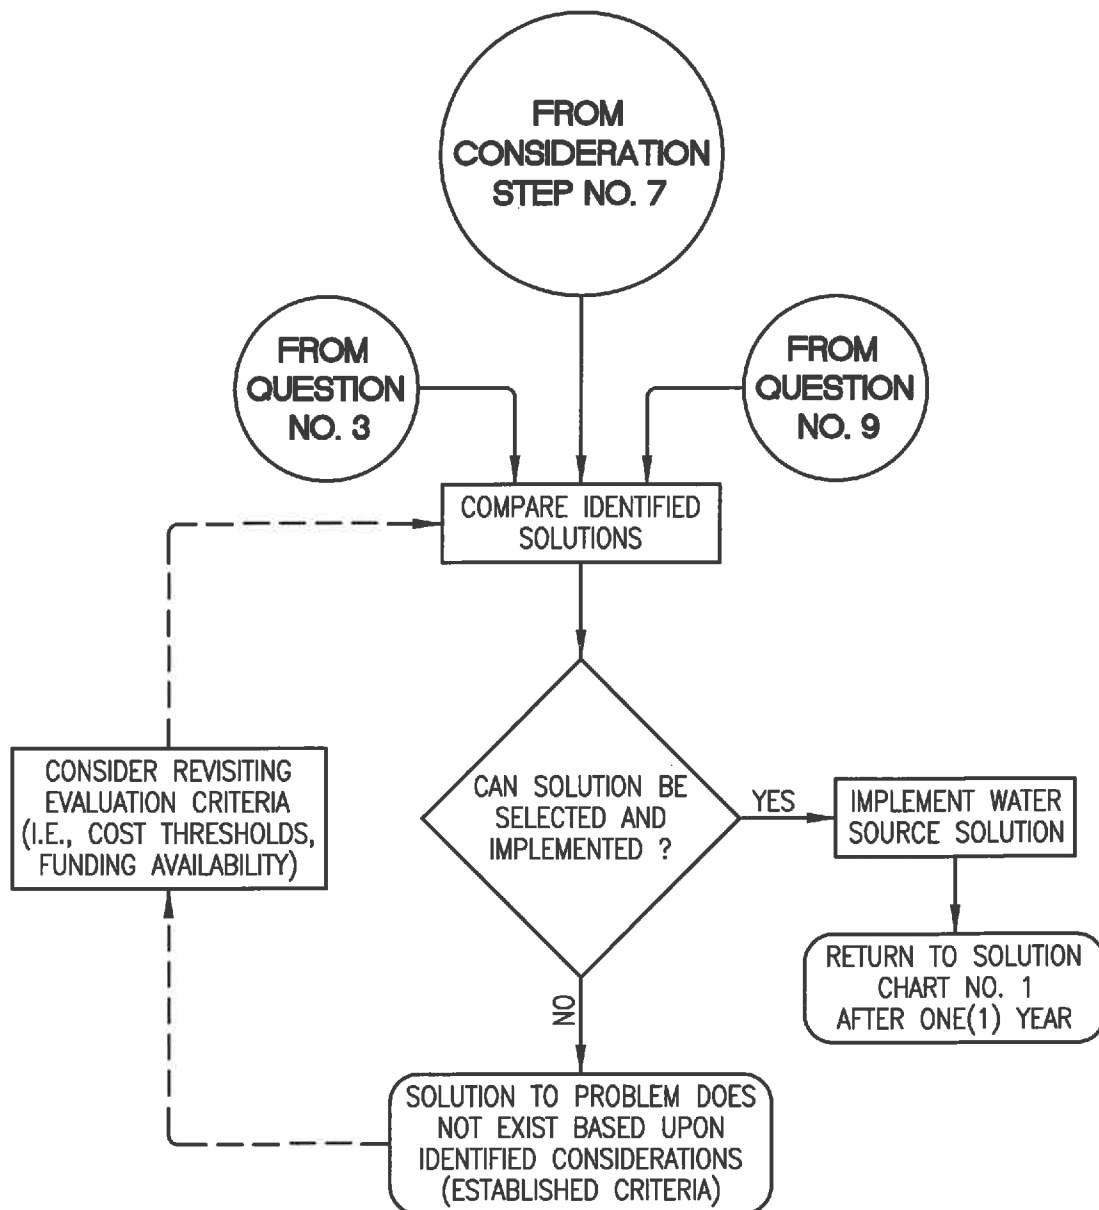 FROM
CONSIDERATION
STEP NO. 7
FROM
QUESTION
NO. 3
FROM
QUESTION
NO. 9
COMPARE IDENTIFIED
SOLUTIONS
CONSIDER REVISITING
EVALUATION CRITERIA
(I.E., COST THRESHOLDS,
FUNDING AVAILABILITY)
CAN SOLUTION BE
SELECTED AND
IMPLEMENTED ?
YES
IMPLEMENT WATER
SOURCE SOLUTION
RETURN TO SOLUTION
CHART NO. 1
AFTER ONE(1) YEAR
NO
SOLUTION TO PROBLEM DOES
NOT EXIST BASED UPON
IDENTIFIED CONSIDERATIONS
(ESTABLISHED CRITERIA)